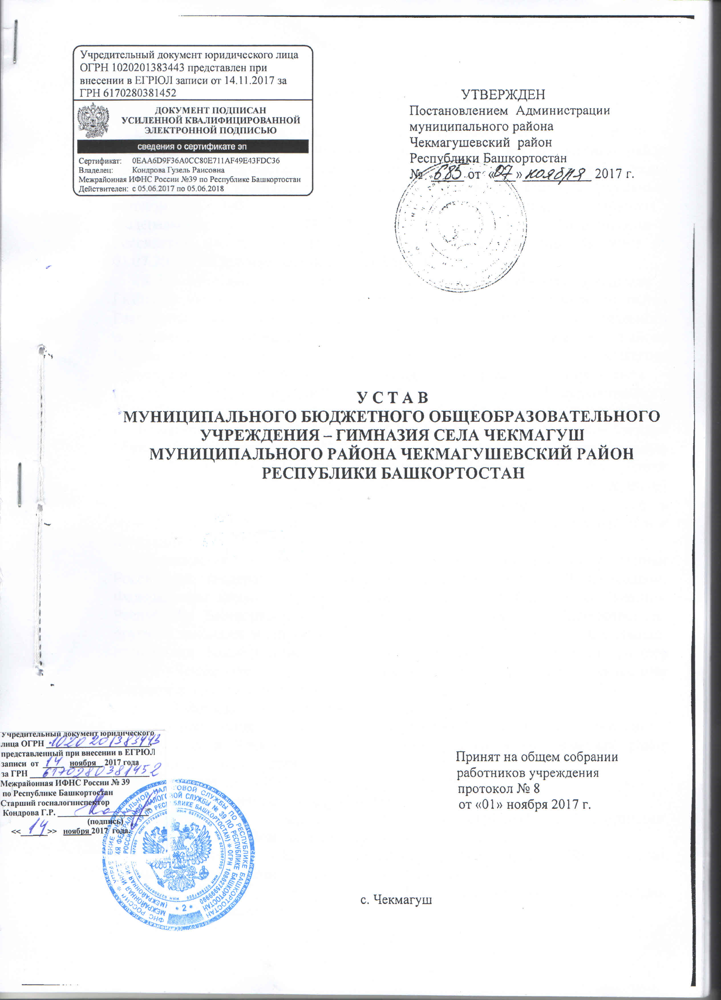 Учредительный документ юридического лица
ОГРН 1020201383443 представлен при
внесении в ЕГРЮЛ записи от 14.11.2017 за
ГРН 6170280381452
ДОКУМЕНТ ПОДПИСАН
УСИЛЕННОЙ КВАЛИФИЦИРОВАННОЙ
ЭЛЕКТРОННОЙ ПОДПИСЬЮ
сведения о сертификате эп
Сертификат: 0EAA6D9F36A0CC80E711AF49E43FDC36
Владелец: Кондрова Гузель Раисовна
Межрайонная ИФНС России №39 по Республике Башкортостан
Действителен: с 05.06.2017 по 05.06.2018
УТВЕРЖДЕН
Постановлением Администрации
муниципального района
Чекмагушевский район
Республики Башкортостан
№ 685 от «07» ноября 2017 г.
У С Т А В
МУНИЦИПАЛЬНОГО БЮДЖЕТНОГО ОБЩЕОБРАЗОВАТЕЛЬНОГО
УЧРЕЖДЕНИЯ – ГИМНАЗИЯ СЕЛА ЧЕКМАГУШ
МУНИЦИПАЛЬНОГО РАЙОНА ЧЕКМАГУШЕВСКИЙ РАЙОН
РЕСПУБЛИКИ БАШКОРТОСТАН
Учредительный документ юридического
лица ОГРН 1020201383443,
представленный при внесении в ЕГРЮЛ
записи от 14 ноября 2017 года
за ГРН 6170280381452
Межрайонная ИФНС России № 39
по Республике Башкортостан
Старший госналогинспектор
Кондрова Г.Р.
(подпись)
<<14>> ноября 2017 года.
* 2 *
Принят на общем собрании
работников учреждения
протокол № 8
от «01» ноября 2017 г.
с. Чекмагуш